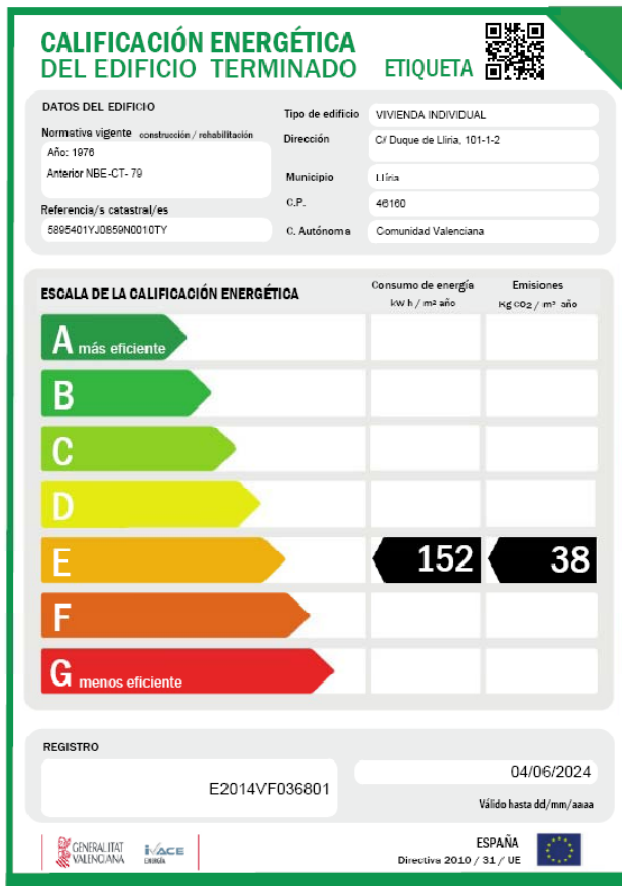 CALIFICACIÓN ENERGÉTICA
DEL EDIFICIO TERMINADO ETIQUETA
DATOS DEL EDIFICIO
Normativa vigente construcción / rehabilitación
Año: 1976
Anterior NBE-CT-79
Referencia/s catastral/es
5895401YJ0859N0010TY
Tipo de edificio VIVIENDA INDIVIDUAL
Dirección C/ Duque de Lliria, 101-1-2
Municipio Llíria
C.P. 46160
C. Autónoma Comunidad Valenciana
ESCALA DE LA CALIFICACIÓN ENERGÉTICA
Consumo de energía
kW h / m² año
Emisiones
Kg CO2 / m² año
A más eficiente
B
C
D
E 152 38
F
G menos eficiente
REGISTRO
E2014VF036801
04/06/2024
Válido hasta dd/mm/aaaa
GENERALITAT
VALENCIANA
IVACE
ENERGÍA
ESPAÑA
Directiva 2010 / 31 / UE